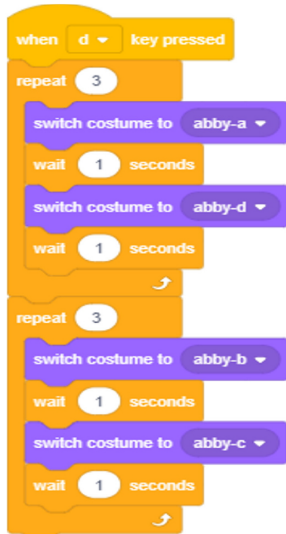 when d key pressed
repeat 3
switch costume to abby-a
wait 1 seconds
switch costume to abby-d
wait 1 seconds
repeat 3
switch costume to abby-b
wait 1 seconds
switch costume to abby-c
wait 1 seconds